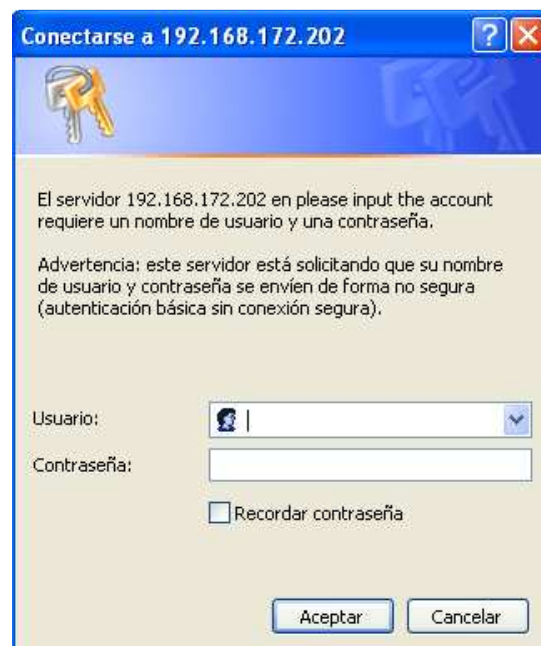 Conectarse a 192.168.172.202
El servidor 192.168.172.202 en please input the account
requiere un nombre de usuario y una contraseña.
Advertencia: este servidor está solicitando que su nombre
de usuario y contraseña se envíen de forma no segura
(autenticación básica sin conexión segura).
Usuario:
Contraseña:
Recordar contraseña
Aceptar Cancelar